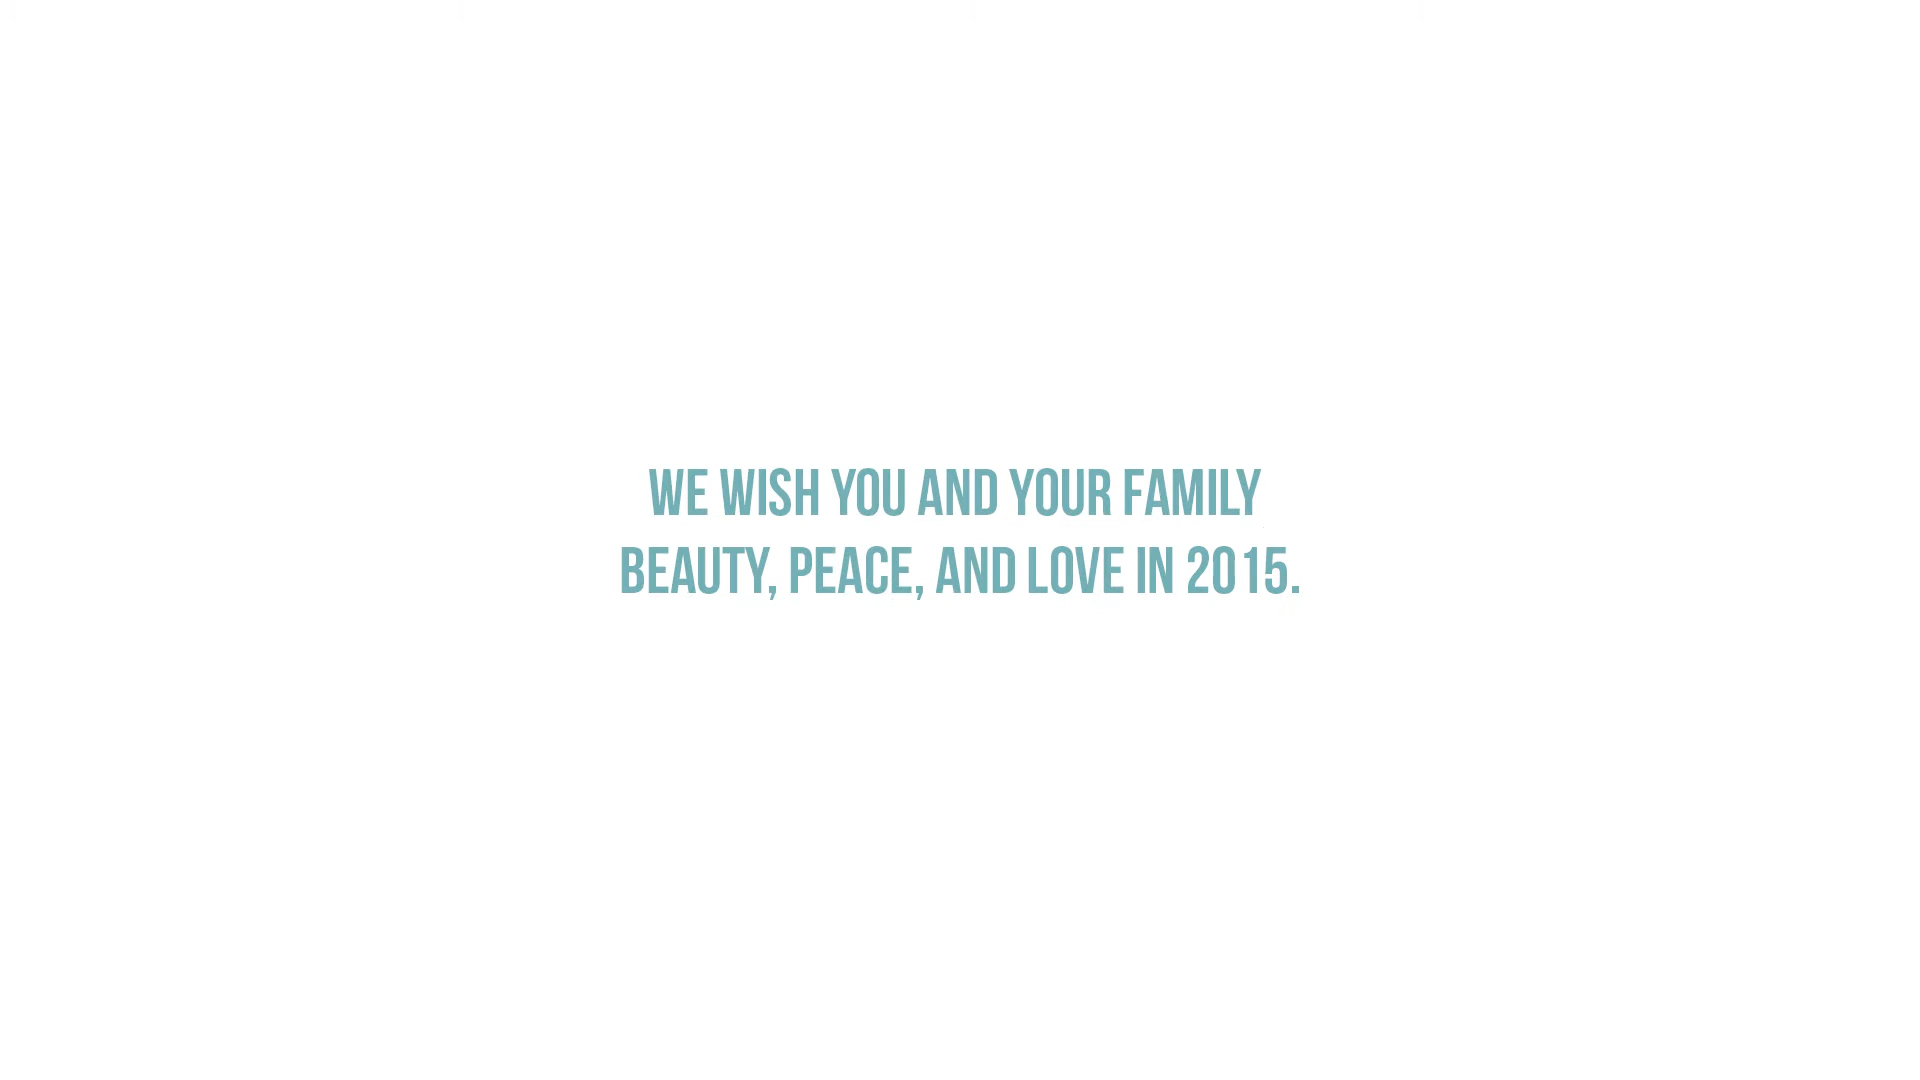 WE WISH YOU AND YOUR FAMILY
BEAUTY, PEACE, AND LOVE IN 2015.